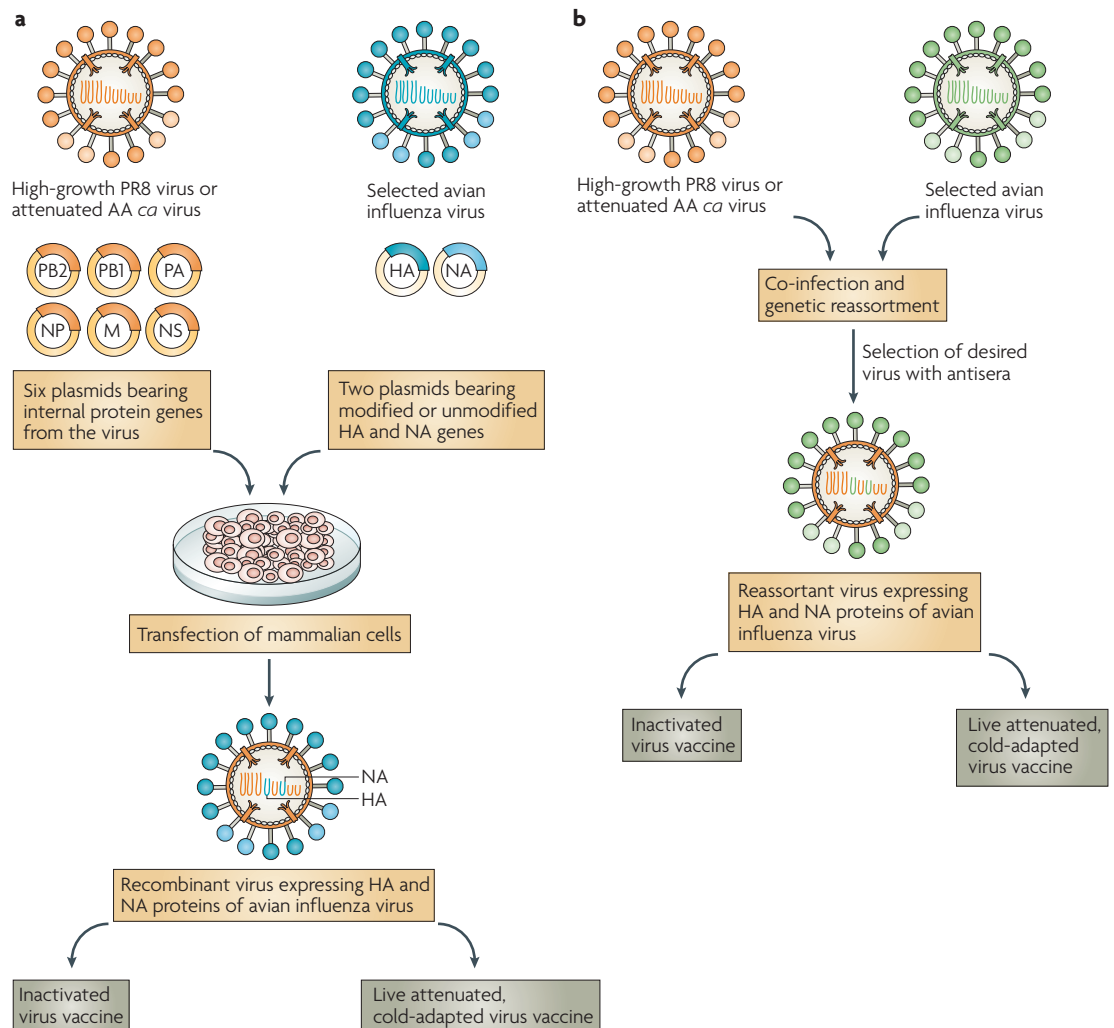 a
High-growth PR8 virus or
attenuated AA ca virus
Selected avian
influenza virus
PB2
PB1
PA
HA
NA
NP
M
NS
Six plasmids bearing
internal protein genes
from the virus
Two plasmids bearing
modified or unmodified
HA and NA genes
Transfection of mammalian cells
NA
HA
Recombinant virus expressing HA and
NA proteins of avian influenza virus
Inactivated
virus vaccine
Live attenuated,
cold-adapted virus vaccine
b
High-growth PR8 virus or
attenuated AA ca virus
Selected avian
influenza virus
Co-infection and
genetic reassortment
Selection of desired
virus with antisera
Reassortant virus expressing
HA and NA proteins of avian
influenza virus
Inactivated
virus vaccine
Live attenuated,
cold-adapted
virus vaccine